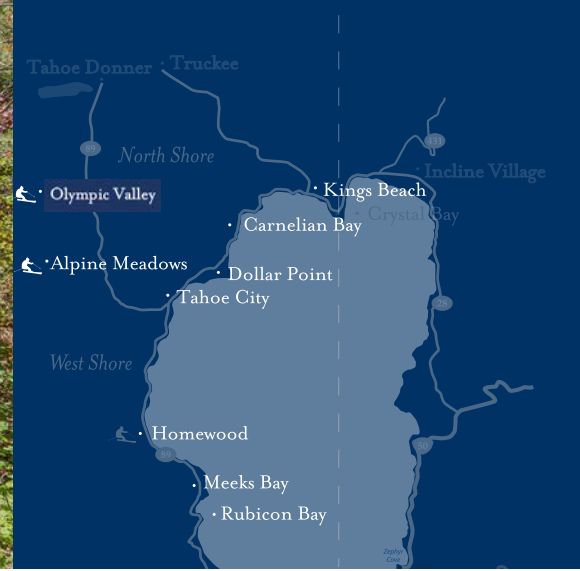 Tahoe Donner
Truckee
431
89
North Shore
Incline Village
Olympic Valley
Kings Beach
Crystal Bay
Carnelian Bay
Alpine Meadows
Dollar Point
Tahoe City
28
West Shore
Homewood
50
89
Meeks Bay
Rubicon Bay
Zephyr
Cove